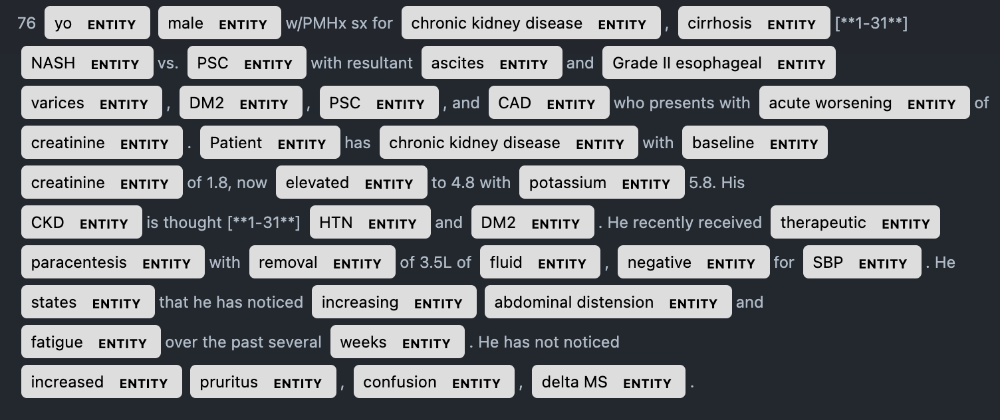 76 yo ENTITY male ENTITY w/PMHx sx for chronic kidney disease ENTITY , cirrhosis ENTITY [**1-31**]
NASH ENTITY vs. PSC ENTITY with resultant ascites ENTITY and Grade II esophageal ENTITY
varices ENTITY , DM2 ENTITY , PSC ENTITY , and CAD ENTITY who presents with acute worsening ENTITY of
creatinine ENTITY . Patient ENTITY has chronic kidney disease ENTITY with baseline ENTITY
creatinine ENTITY of 1.8, now elevated ENTITY to 4.8 with potassium ENTITY 5.8. His
CKD ENTITY is thought [**1-31**] HTN ENTITY and DM2 ENTITY . He recently received therapeutic ENTITY
paracentesis ENTITY with removal ENTITY of 3.5L of fluid ENTITY , negative ENTITY for SBP ENTITY . He
states ENTITY that he has noticed increasing ENTITY abdominal distension ENTITY and
fatigue ENTITY over the past several weeks ENTITY . He has not noticed
increased ENTITY pruritus ENTITY , confusion ENTITY , delta MS ENTITY .